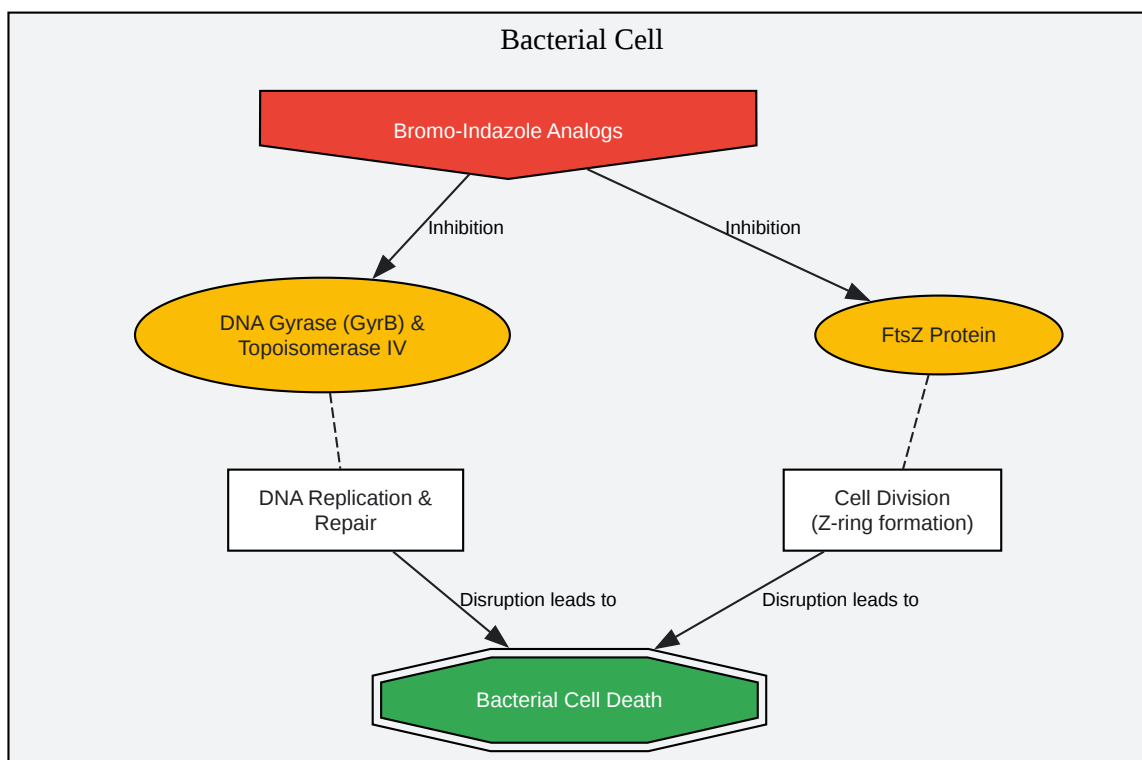 Bacterial Cell
Bromo-Indazole Analogs
Inhibition
Inhibition
DNA Gyrase (GyrB) &
Topoisomerase IV
FtsZ Protein
DNA Replication &
Repair
Cell Division
(Z-ring formation)
Disruption leads to
Disruption leads to
Bacterial Cell Death